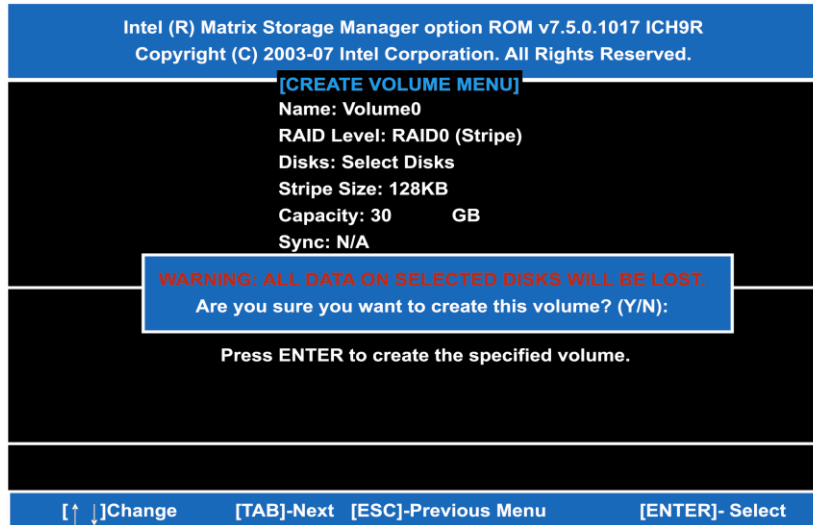 Intel (R) Matrix Storage Manager option ROM v7.5.0.1017 ICH9R
Copyright (C) 2003-07 Intel Corporation. All Rights Reserved.
[CREATE VOLUME MENU]
Name: Volume0
RAID Level: RAID0 (Stripe)
Disks: Select Disks
Stripe Size: 128KB
Capacity: 30 GB
Sync: N/A
WARNING: ALL DATA ON SELECTED DISKS WILL BE LOST.
Are you sure you want to create this volume? (Y/N):
Press ENTER to create the specified volume.
[↑ ↓]Change [TAB]-Next [ESC]-Previous Menu [ENTER]- Select